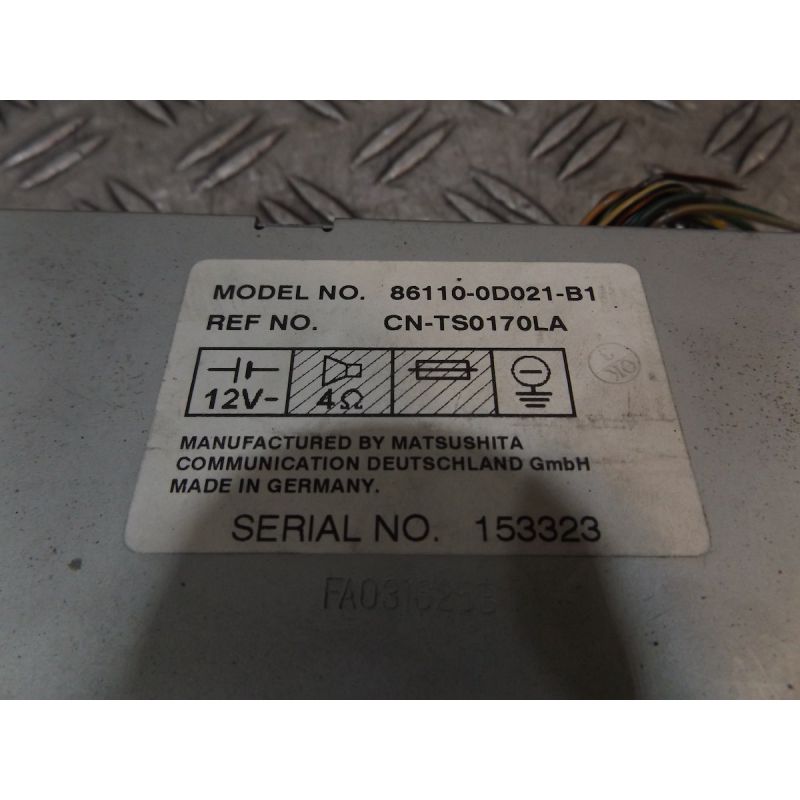 MODEL NO. 86110-0D021-B1
REF NO. CN-TS0170LA
12V- 4Ω
OK
MANUFACTURED BY MATSUSHITA
COMMUNICATION DEUTSCHLAND GmbH
MADE IN GERMANY.
SERIAL NO. 153323